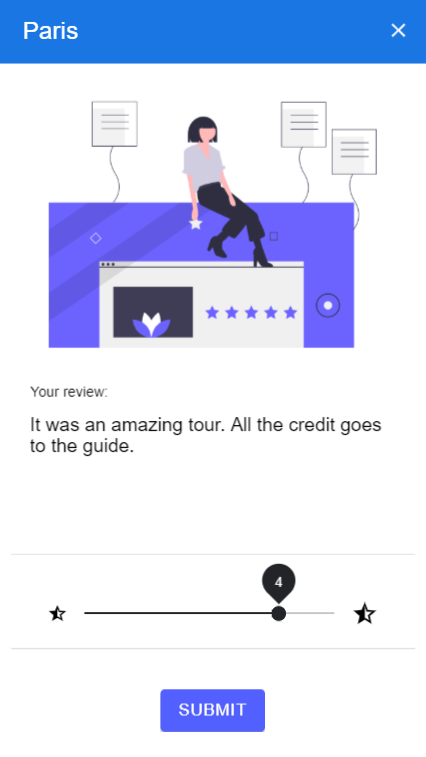 Paris
Your review:
It was an amazing tour. All the credit goes
to the guide.
4
SUBMIT